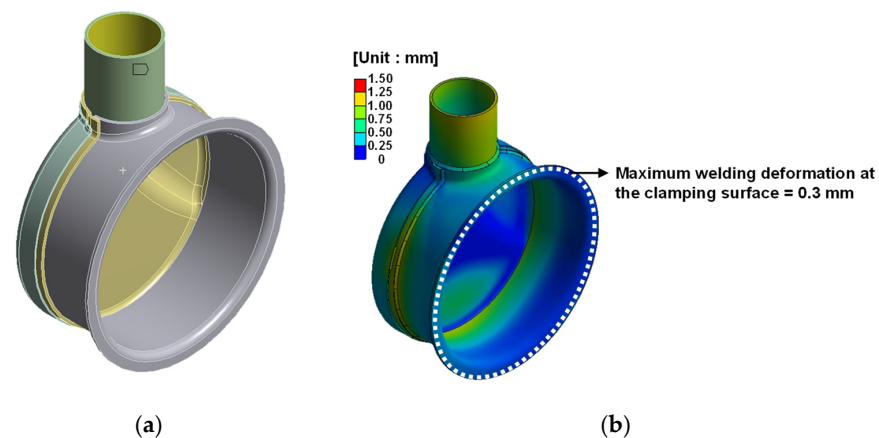 [Unit : mm]
1.50
1.25
1.00
0.75
0.50
0.25
0
Maximum welding deformation at
the clamping surface = 0.3 mm
(a)
(b)